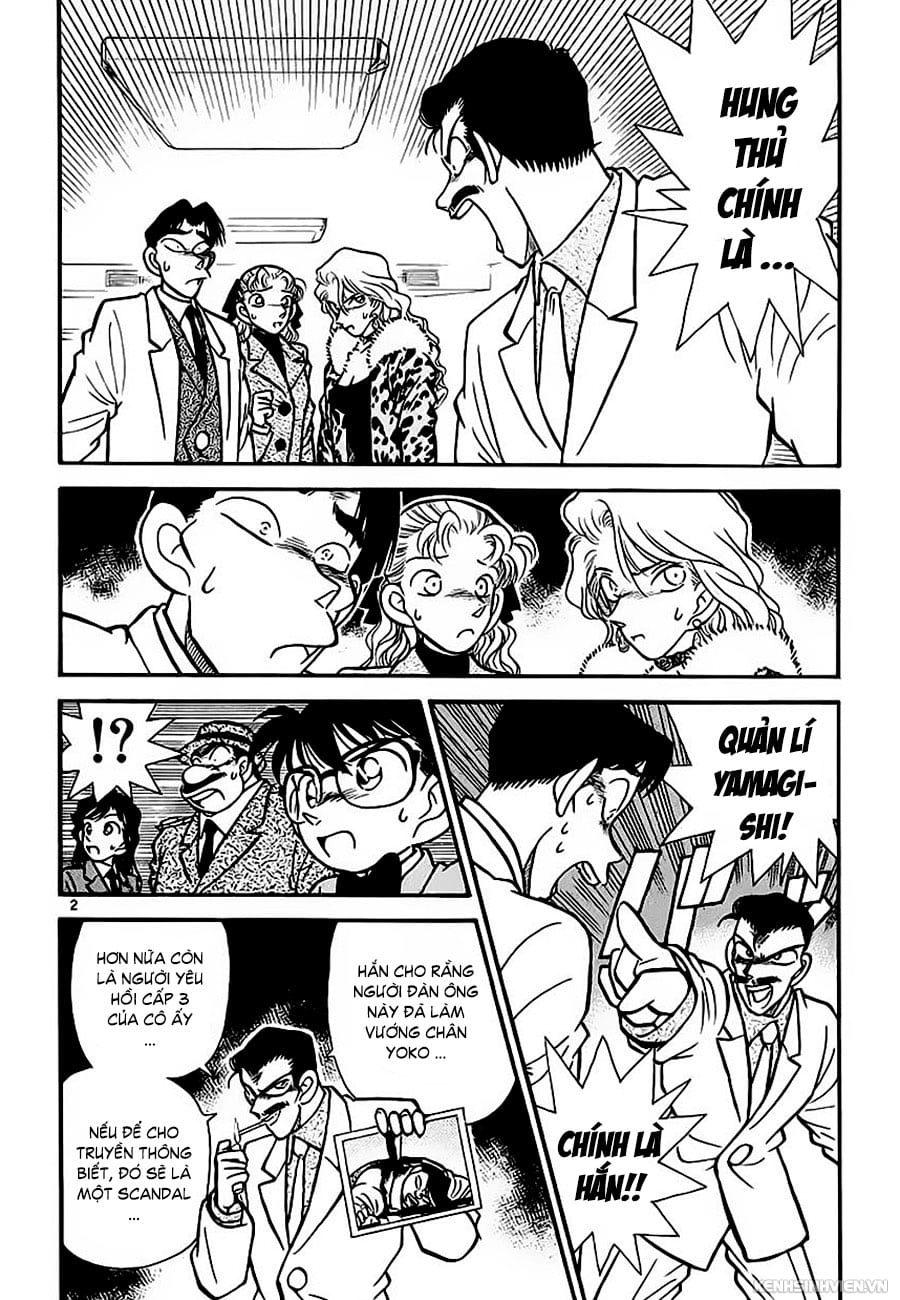 HUNG
THỦ
CHÍNH
LÀ ...
!?
QUẢN LÍ
YAMAGI-
SHI!
CHÍNH LÀ
HẮN!!
2
HẮN CHO RẰNG
NGƯỜI ĐÀN ÔNG
NÀY ĐÃ LÀM
VƯỚNG CHÂN
YOKO ...
HƠN NỮA CÒN
LÀ NGƯỜI YÊU
HỒI CẤP 3
CỦA CÔ ẤY
...
NẾU ĐỂ CHO
TRUYỀN THÔNG
BIẾT, ĐÓ SẼ LÀ
MỘT SCANDAL
...
KENHSINHVIEN.VN